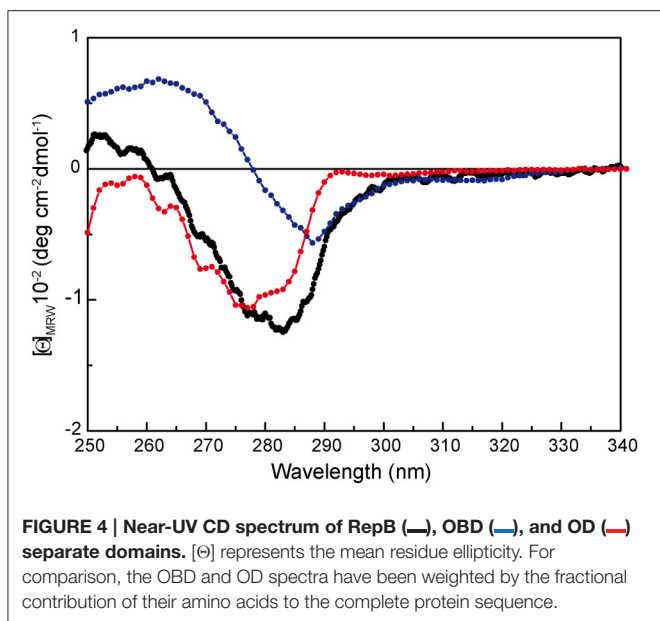 1
0
-1
-2
[Θ]MRW10-2 (deg cm-2dmol-1)
250 260 270 280 290 300 310 320 330 340
Wavelength (nm)
FIGURE 4 | Near-UV CD spectrum of RepB (—), OBD (—), and OD (—)
separate domains. [Θ] represents the mean residue ellipticity. For
comparison, the OBD and OD spectra have been weighted by the fractional
contribution of their amino acids to the complete protein sequence.